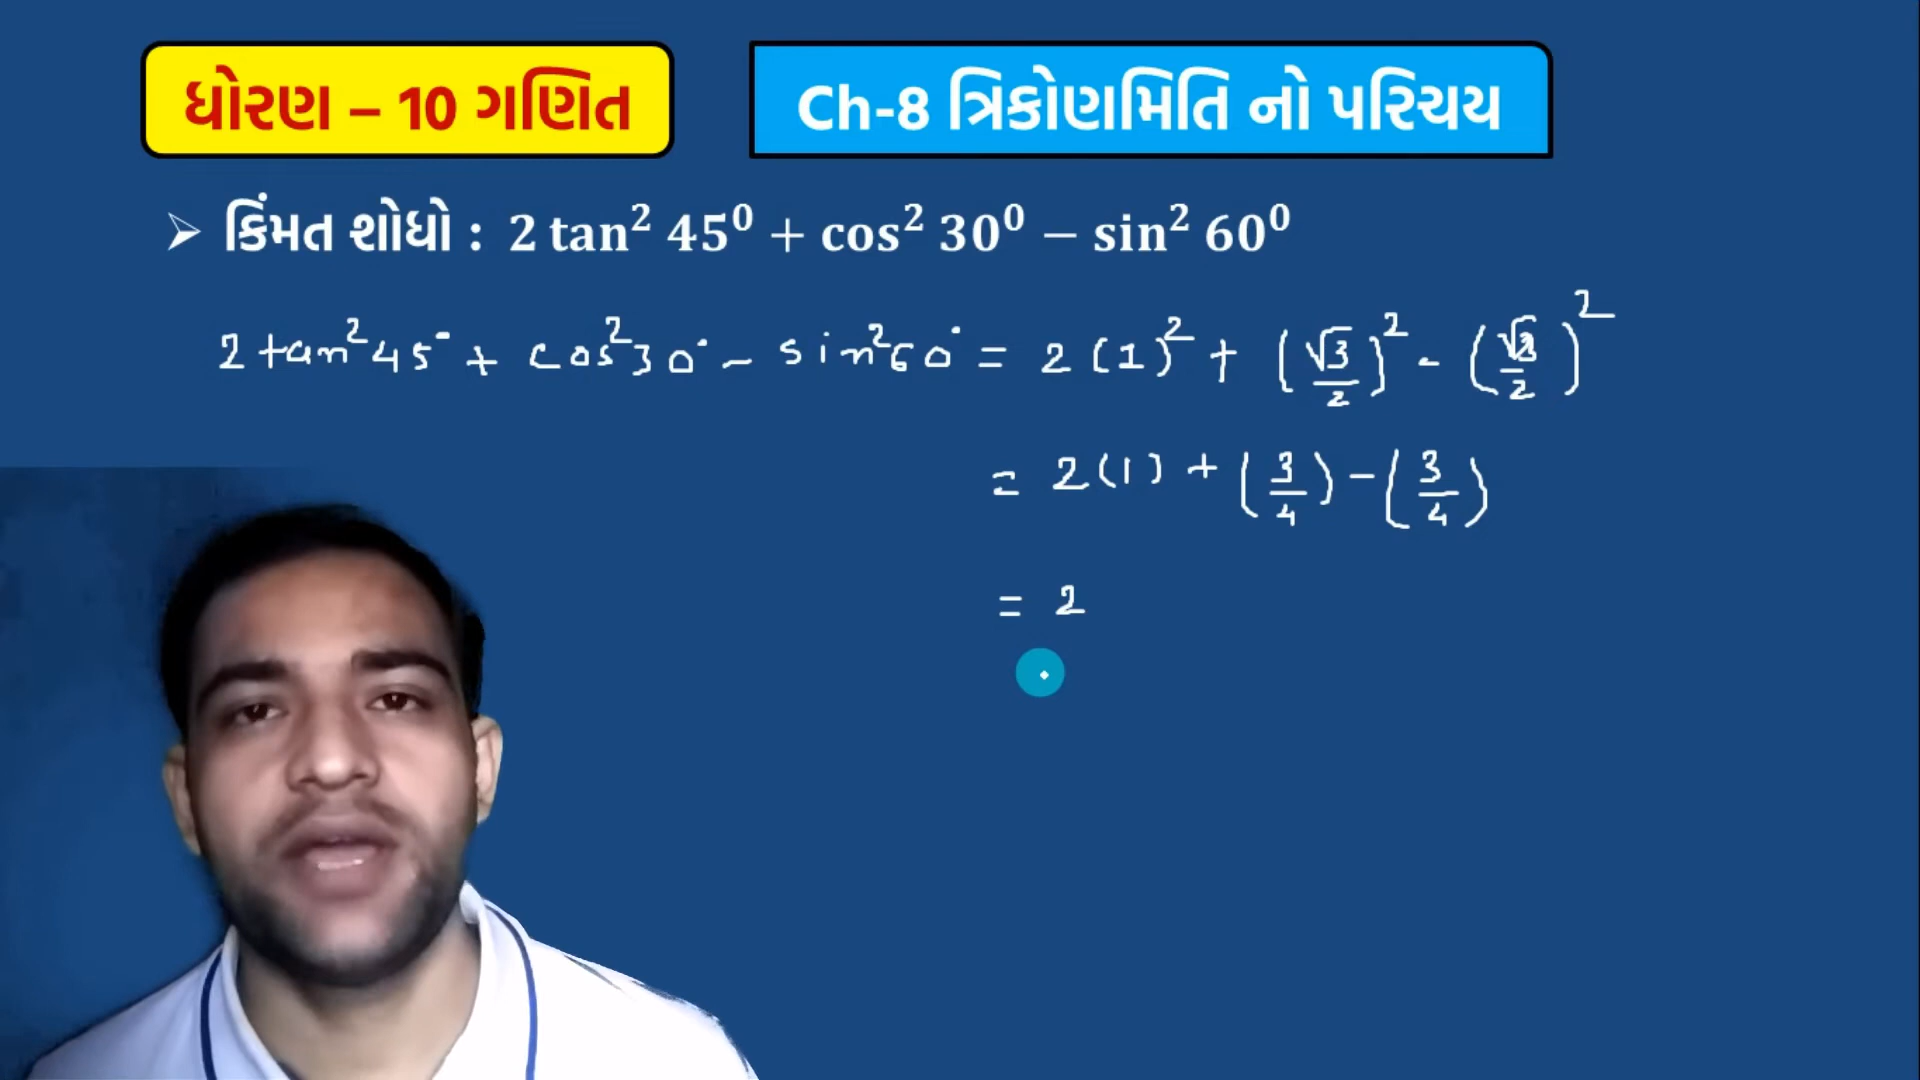 ધોરણ – 10 ગણિત
Ch-8 ત્રિકોણમિતિ નો પરિચય
➢ કિંમત શોધો : 2 tan² 45⁰ + cos² 30⁰ − sin² 60⁰
2 tan²45° + cos²30° − sin²60° = 2(1)² + (√3/2)² − (√3/2)²
= 2(1) + (3/4) − (3/4)
= 2